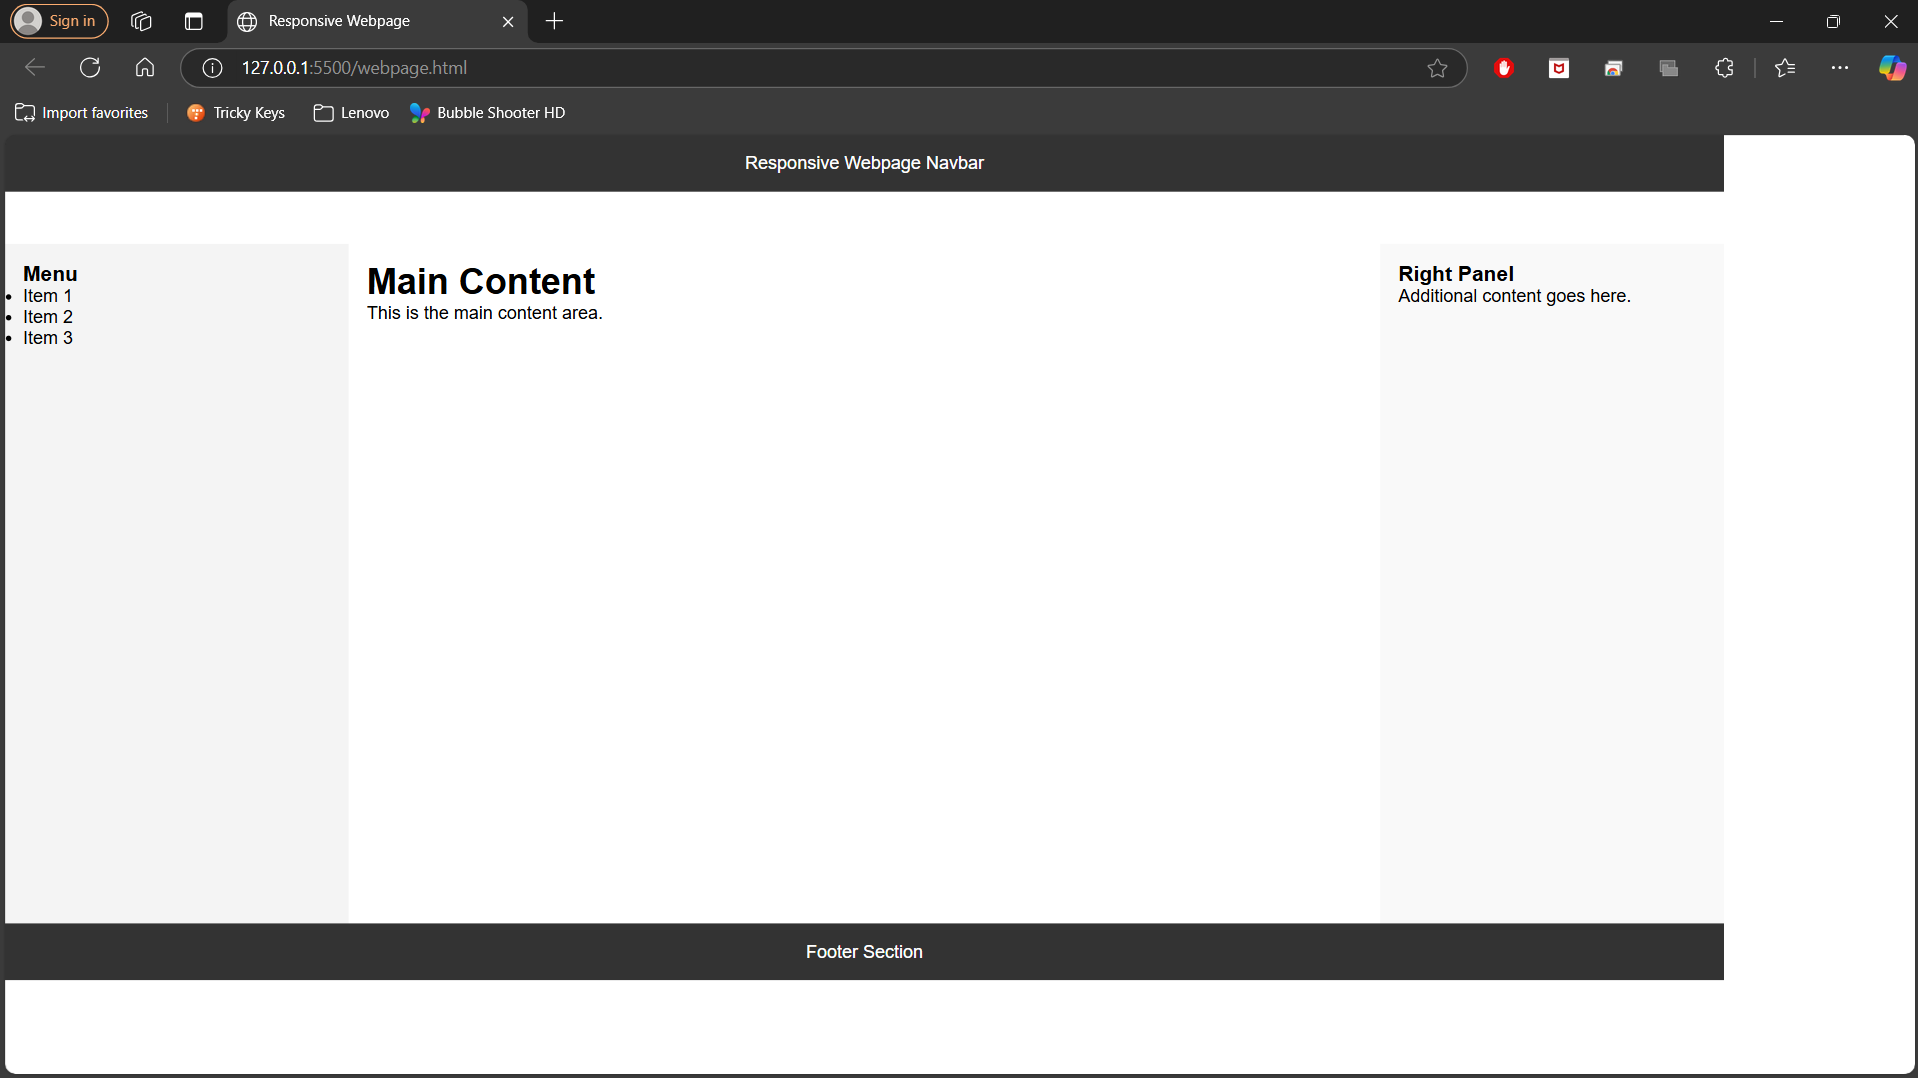 Sign in
Responsive Webpage
127.0.0.1:5500/webpage.html
Import favorites
Tricky Keys
Lenovo
Bubble Shooter HD
Responsive Webpage Navbar
Menu
Item 1
Item 2
Item 3
Main Content
This is the main content area.
Right Panel
Additional content goes here.
Footer Section